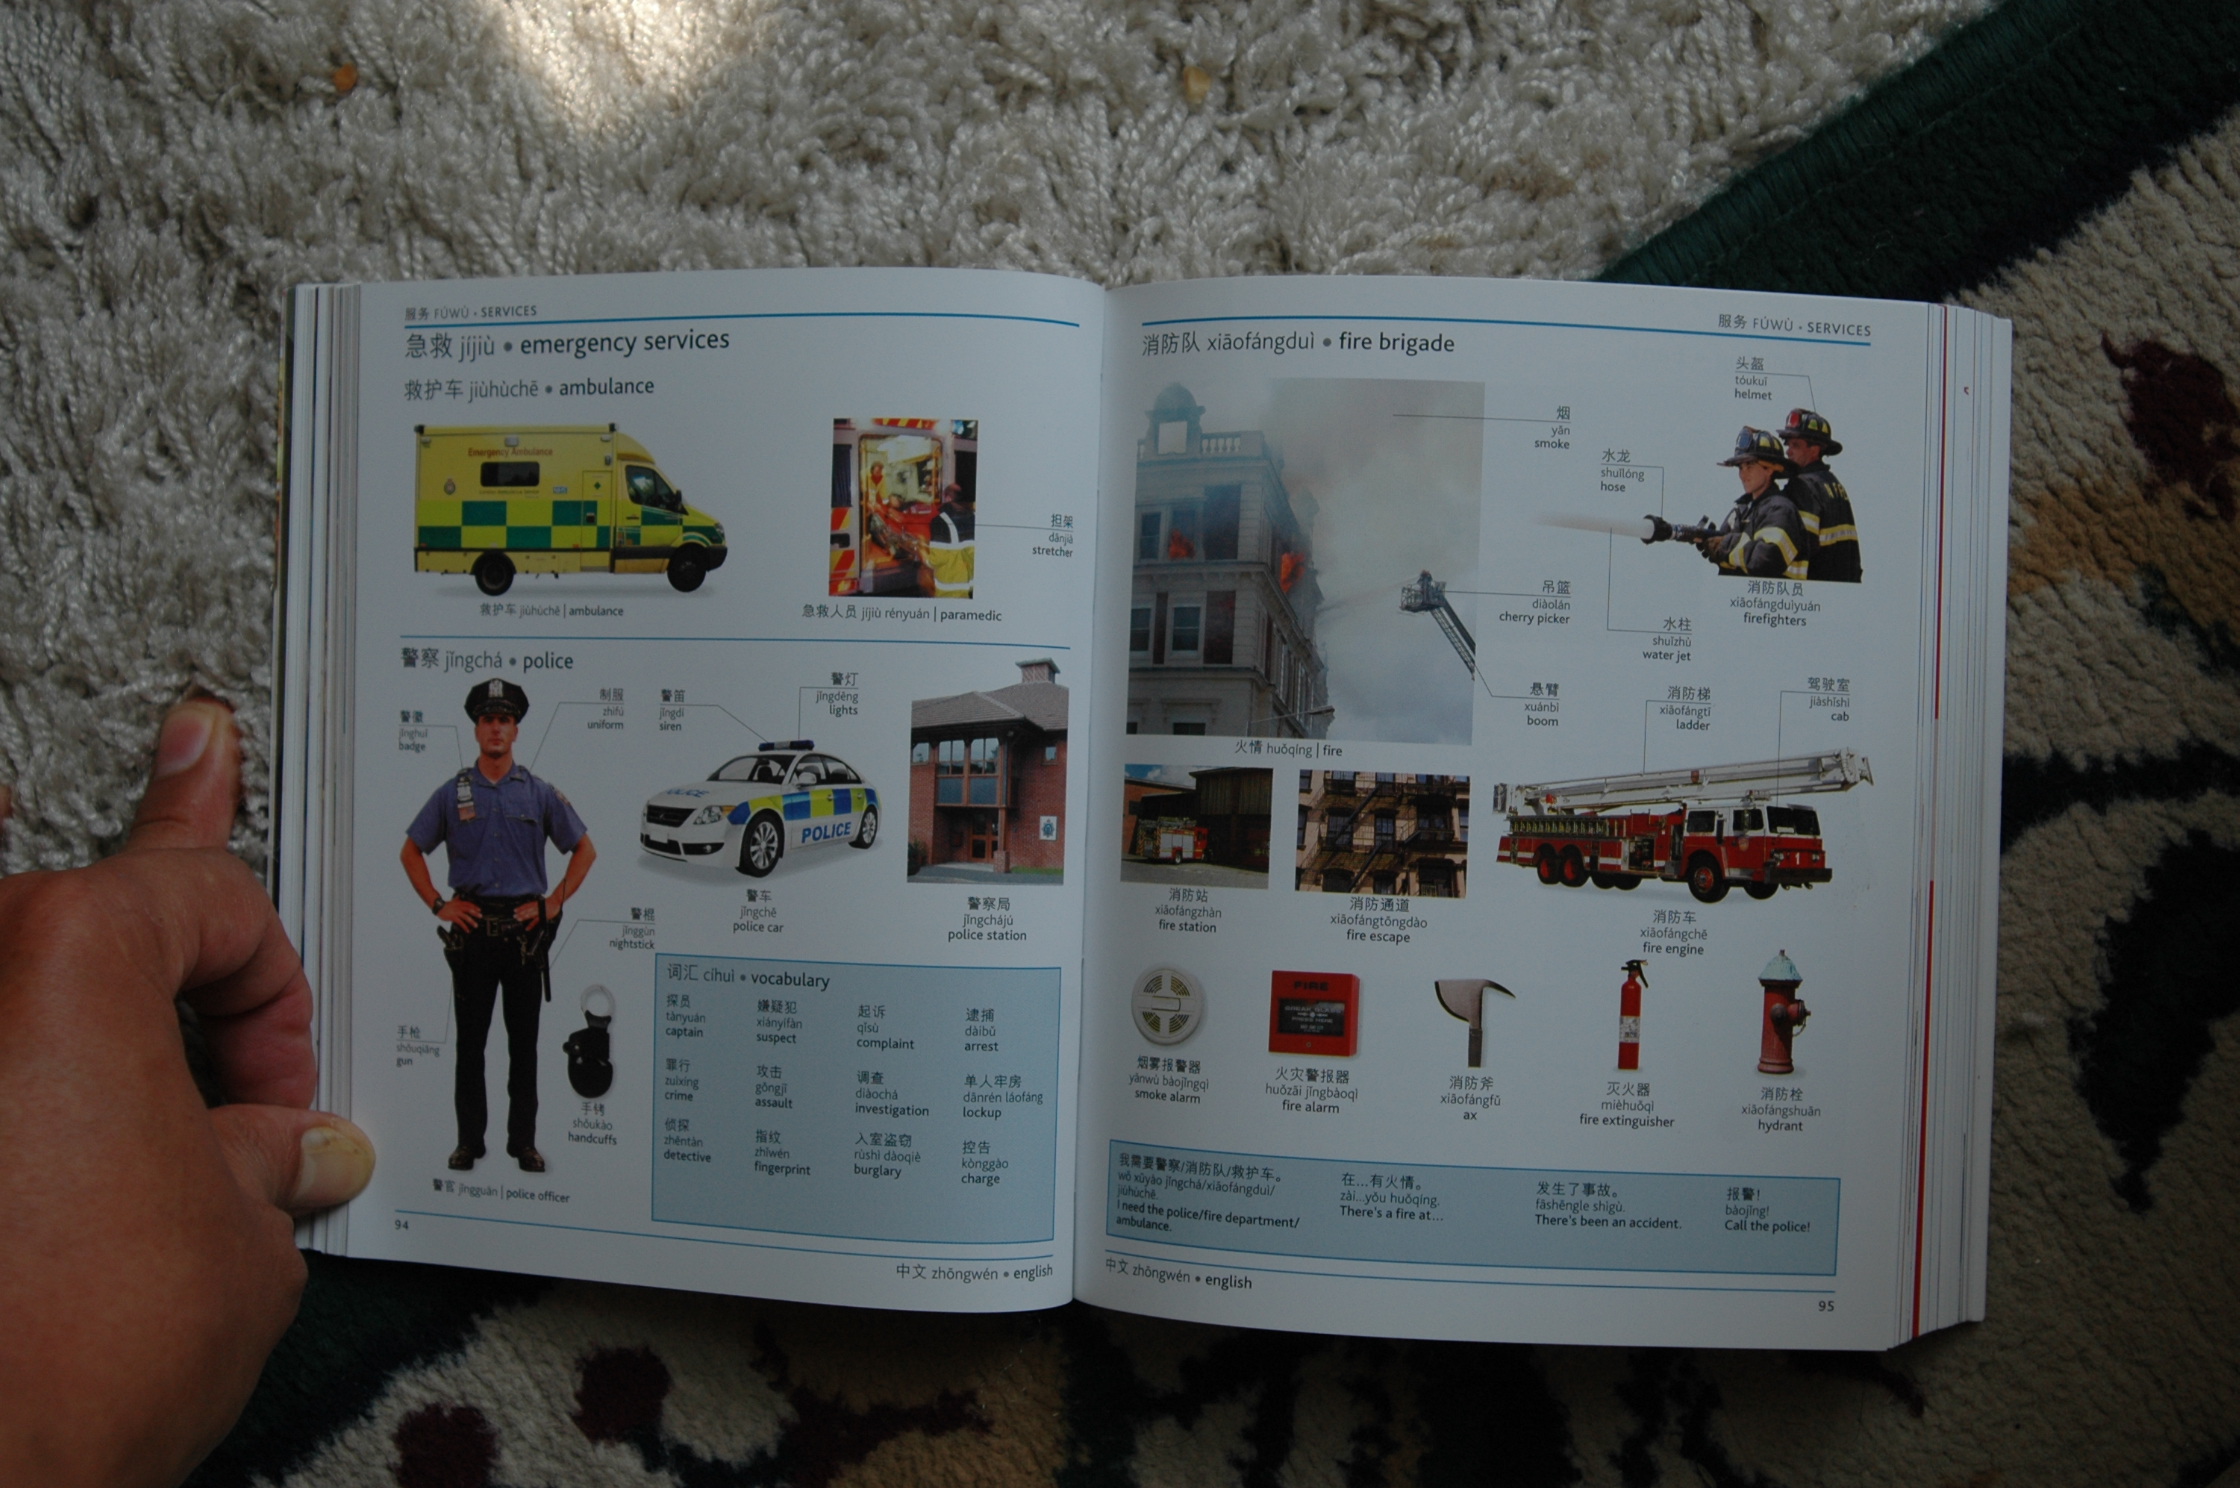 服务 FÚWÙ • SERVICES
急救 jíjiù • emergency services
救护车 jiùhùchē • ambulance
Emergency Ambulance
救护车 jiùhùchē | ambulance
担架
dānjià
stretcher
急救人员 jíjiù rényuán | paramedic
警察 jǐngchá • police
警徽
jǐnghuī
badge
制服
zhìfú
uniform
警笛
jǐngdí
siren
警灯
jǐngdēng
lights
POLICE
警棍
jǐnggùn
nightstick
手枪
shǒuqiāng
gun
警官 jǐngguān | police officer
手铐
shǒukào
handcuffs
警车
jǐngchē
police car
警察局
jǐngchájú
police station
词汇 cíhuì • vocabulary
探员
tànyuán
captain
嫌疑犯
xiányífàn
suspect
起诉
qǐsù
complaint
逮捕
dàibǔ
arrest
罪行
zuìxíng
crime
攻击
gōngjī
assault
调查
diàochá
investigation
单人牢房
dānrén láofáng
lockup
侦探
zhēntàn
detective
指纹
zhǐwén
fingerprint
入室盗窃
rùshì dàoqiè
burglary
控告
kònggào
charge
94
中文 zhōngwén • english
服务 FÚWÙ • SERVICES
消防队 xiāofángduì • fire brigade
烟
yān
smoke
水龙
shuǐlóng
hose
头盔
tóukuī
helmet
水柱
shuǐzhù
water jet
消防队员
xiāofángduìyuán
firefighters
吊篮
diàolán
cherry picker
悬臂
xuánbì
boom
火情 huǒqíng | fire
消防梯
xiāofángtī
ladder
驾驶室
jiàshǐshì
cab
1
消防站
xiāofángzhàn
fire station
消防通道
xiāofángtōngdào
fire escape
消防车
xiāofángchē
fire engine
FIRE
烟雾报警器
yānwù bàojǐngqì
smoke alarm
火灾警报器
huǒzāi jǐngbàoqì
fire alarm
消防斧
xiāofángfǔ
ax
灭火器
mièhuǒqì
fire extinguisher
消防栓
xiāofángshuān
hydrant
我需要警察/消防队/救护车。
wǒ xūyào jǐngchá/xiāofángduì/
jiùhùchē.
I need the police/fire department/
ambulance.
在...有火情。
zài...yǒu huǒqíng.
There's a fire at...
发生了事故。
fāshēngle shìgù.
There's been an accident.
报警!
bàojǐng!
Call the police!
中文 zhōngwén • english
95